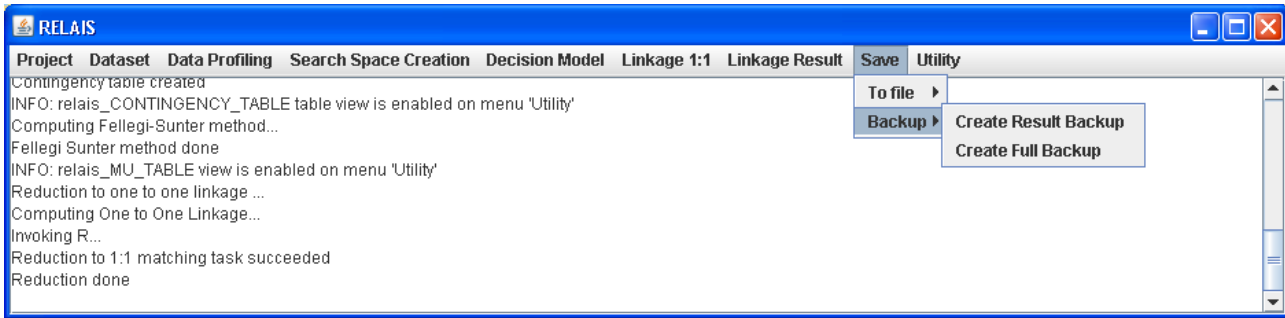 RELAIS
Project Dataset Data Profiling Search Space Creation Decision Model Linkage 1:1 Linkage Result Save Utility
To file
Backup
Create Result Backup
Create Full Backup
Contingency table created
INFO: relais_CONTINGENCY_TABLE table view is enabled on menu 'Utility'
Computing Fellegi-Sunter method...
Fellegi Sunter method done
INFO: relais_MU_TABLE view is enabled on menu 'Utility'
Reduction to one to one linkage ...
Computing One to One Linkage...
Invoking R...
Reduction to 1:1 matching task succeeded
Reduction done